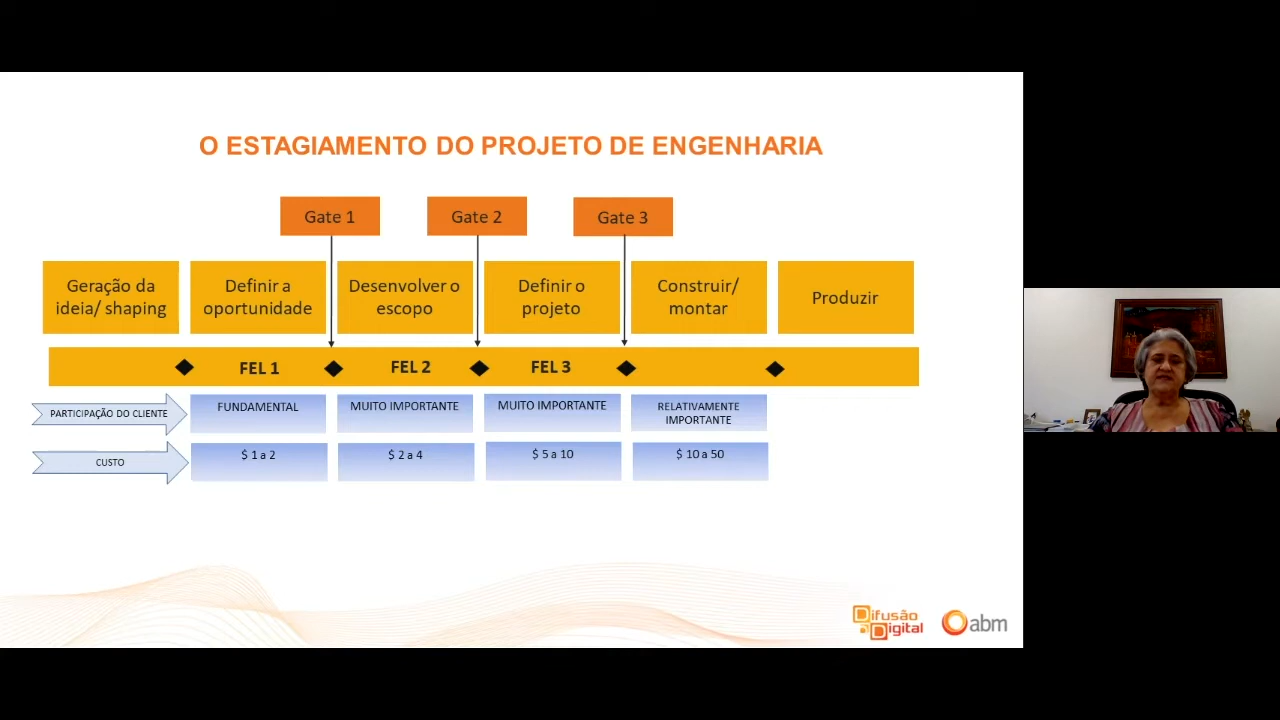 O ESTAGIAMENTO DO PROJETO DE ENGENHARIA
Gate 1
Gate 2
Gate 3
Geração da
ideia/ shaping
Definir a
oportunidade
Desenvolver o
escopo
Definir o
projeto
Construir/
montar
Produzir
FEL 1
FEL 2
FEL 3
PARTICIPAÇÃO DO CLIENTE
FUNDAMENTAL
MUITO IMPORTANTE
MUITO IMPORTANTE
RELATIVAMENTE
IMPORTANTE
CUSTO
$ 1 a 2
$ 2 a 4
$ 5 a 10
$ 10 a 50
Difusão
Digital
abm